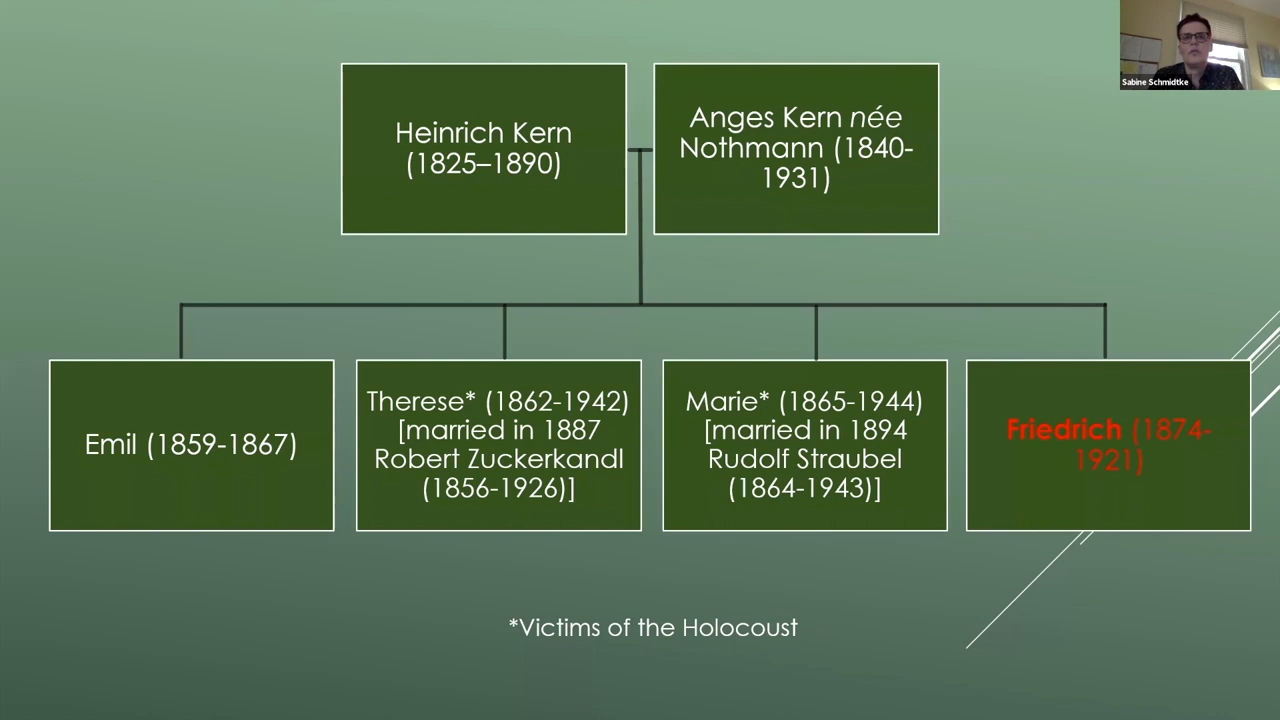 Sabine Schmidtke
Heinrich Kern
(1825–1890)
Anges Kern née
Nothmann (1840-
1931)
Emil (1859-1867)
Therese* (1862-1942)
[married in 1887
Robert Zuckerkandl
(1856-1926)]
Marie* (1865-1944)
[married in 1894
Rudolf Straubel
(1864-1943)]
Friedrich (1874-
1921)
*Victims of the Holocoust